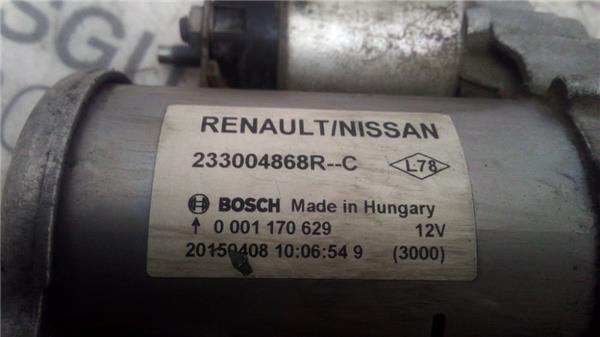 RENAULT/NISSAN
233004868R--C L78
BOSCH Made in Hungary
0 001 170 629 12V
20150408 10:06:54 9 (3000)